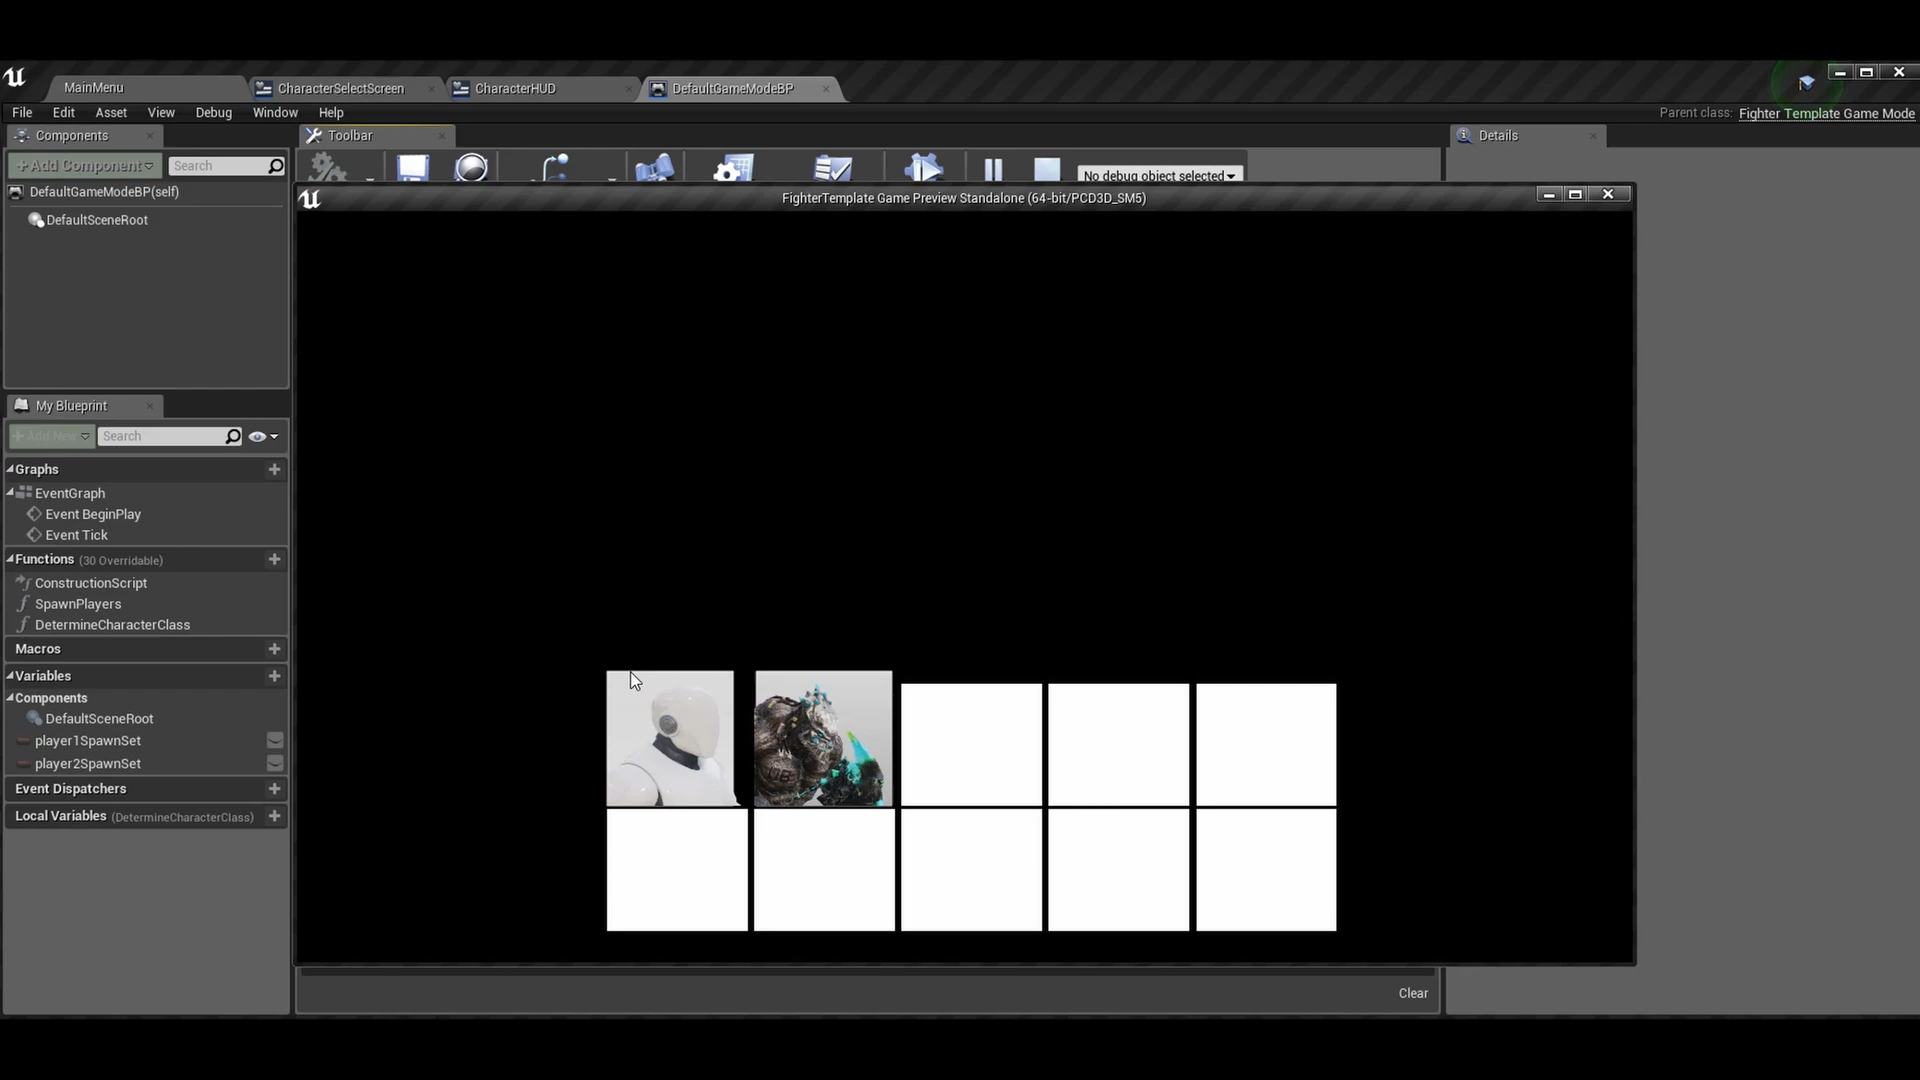 MainMenu
CharacterSelectScreen
CharacterHUD
DefaultGameModeBP
File Edit Asset View Debug Window Help
Parent class: Fighter Template Game Mode
Components
Toolbar
Details
+Add Component
Search
No debug object selected
DefaultGameModeBP(self)
DefaultSceneRoot
FighterTemplate Game Preview Standalone (64-bit/PCD3D_SM5)
My Blueprint
+Add New
Search
Graphs
EventGraph
Event BeginPlay
Event Tick
Functions (30 Overridable)
ConstructionScript
SpawnPlayers
DetermineCharacterClass
Macros
Variables
Components
DefaultSceneRoot
player1SpawnSet
player2SpawnSet
Event Dispatchers
Local Variables (DetermineCharacterClass)
Clear